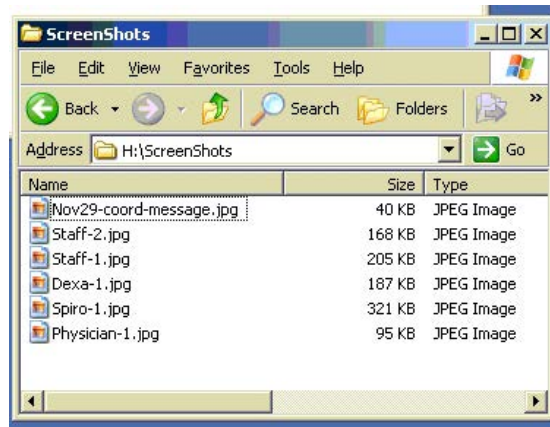 ScreenShots
File Edit View Favorites Tools Help
Back Search Folders »
Address H:\ScreenShots Go
Name Size Type
Nov29-coord-message.jpg 40 KB JPEG Image
Staff-2.jpg 168 KB JPEG Image
Staff-1.jpg 205 KB JPEG Image
Dexa-1.jpg 187 KB JPEG Image
Spiro-1.jpg 321 KB JPEG Image
Physician-1.jpg 95 KB JPEG Image